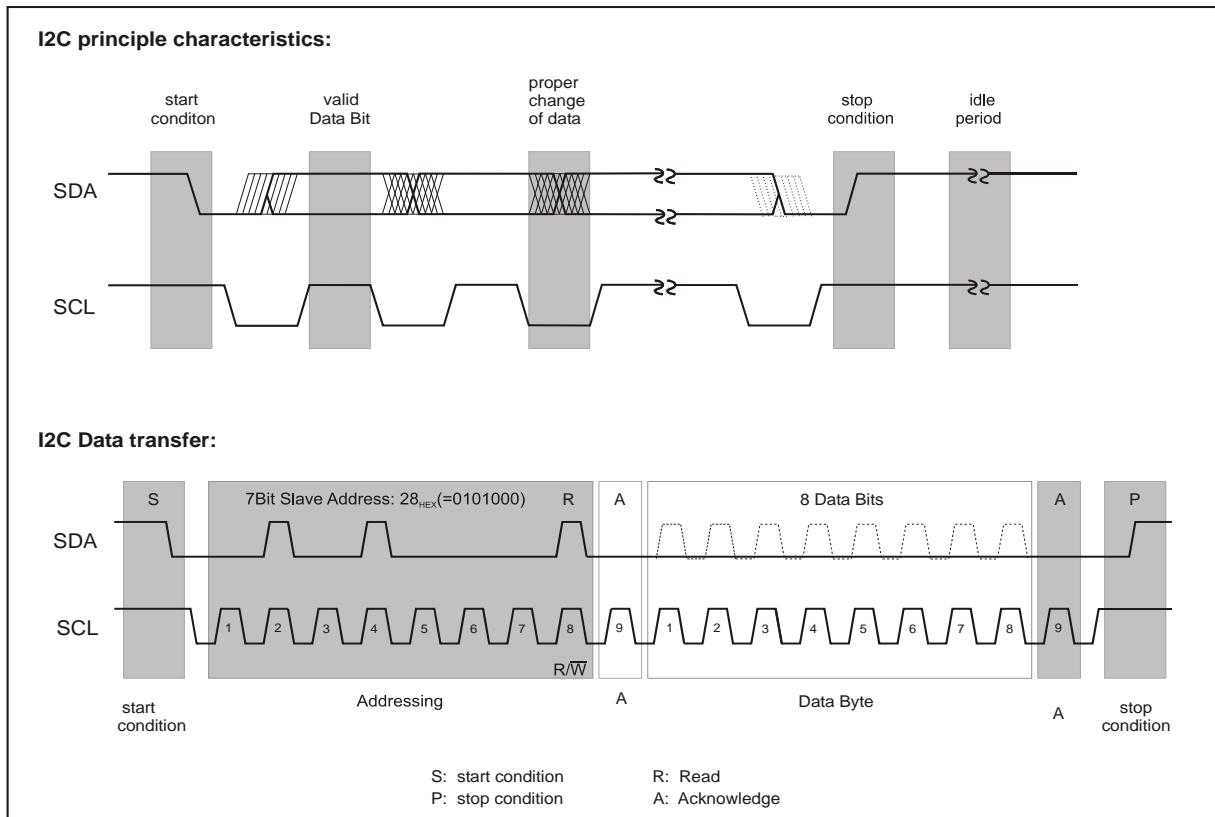 I2C principle characteristics:
start
conditon
valid
Data Bit
proper
change
of data
stop
condition
idle
period
SDA
SCL
I2C Data transfer:
S
7Bit Slave Address: 28HEX(=0101000)
R
A
8 Data Bits
A
P
SDA
SCL
1 2 3 4 5 6 7 8 9 1 2 3 4 5 6 7 8 9
R/W̅
start
condition
Addressing
A
Data Byte
A
stop
condition
S: start condition
R: Read
P: stop condition
A: Acknowledge